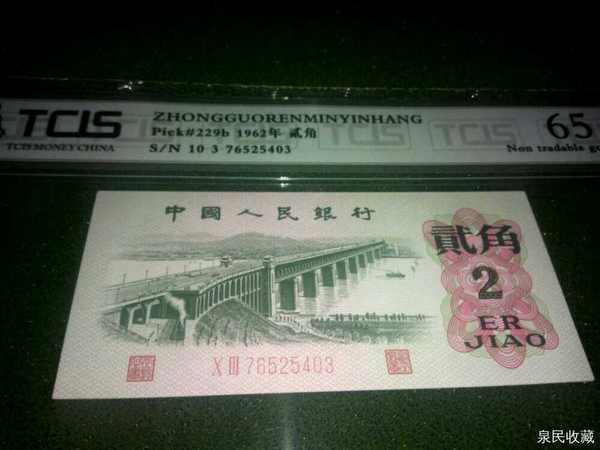 TCIS
TCIS MONEY CHINA
ZHONGGUORENMINYINHANG
Pick#229b 1962年 贰角
S/N 10 3 76525403
TCIS
65
Non tradable
中國人民銀行
貳角
2
ER
JIAO
X III 76525403
泉民收藏